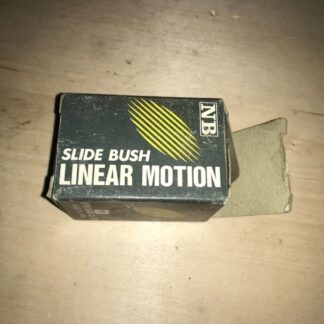 NB
SLIDE BUSH
LINEAR MOTION